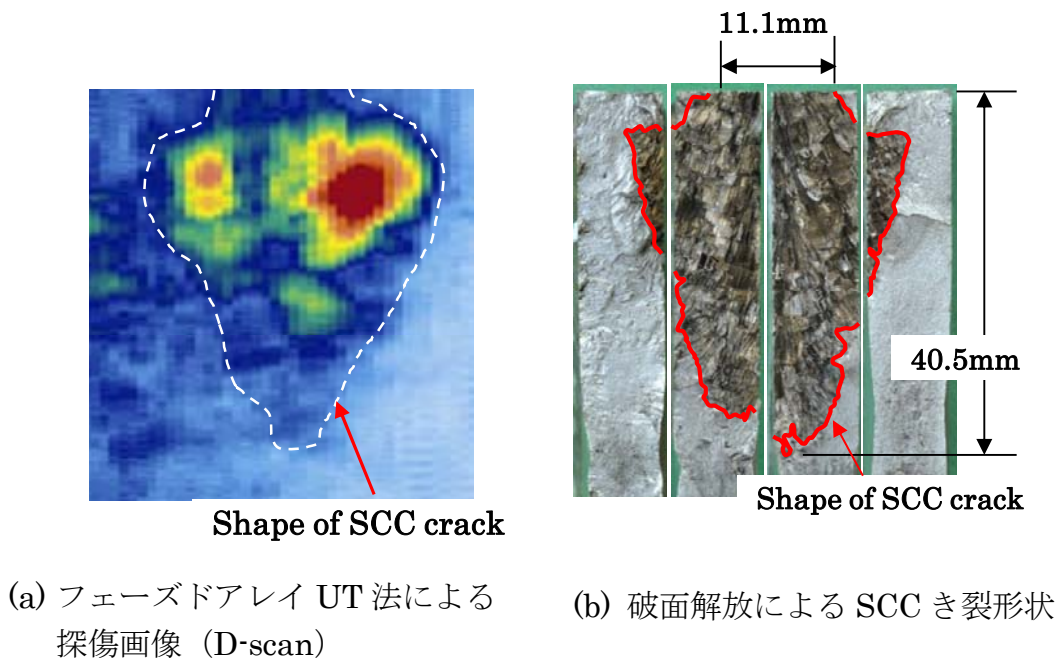 11.1mm
40.5mm
Shape of SCC crack
Shape of SCC crack
(a) フェーズドアレイ UT 法による
探傷画像（D-scan）
(b) 破面解放による SCC き裂形状